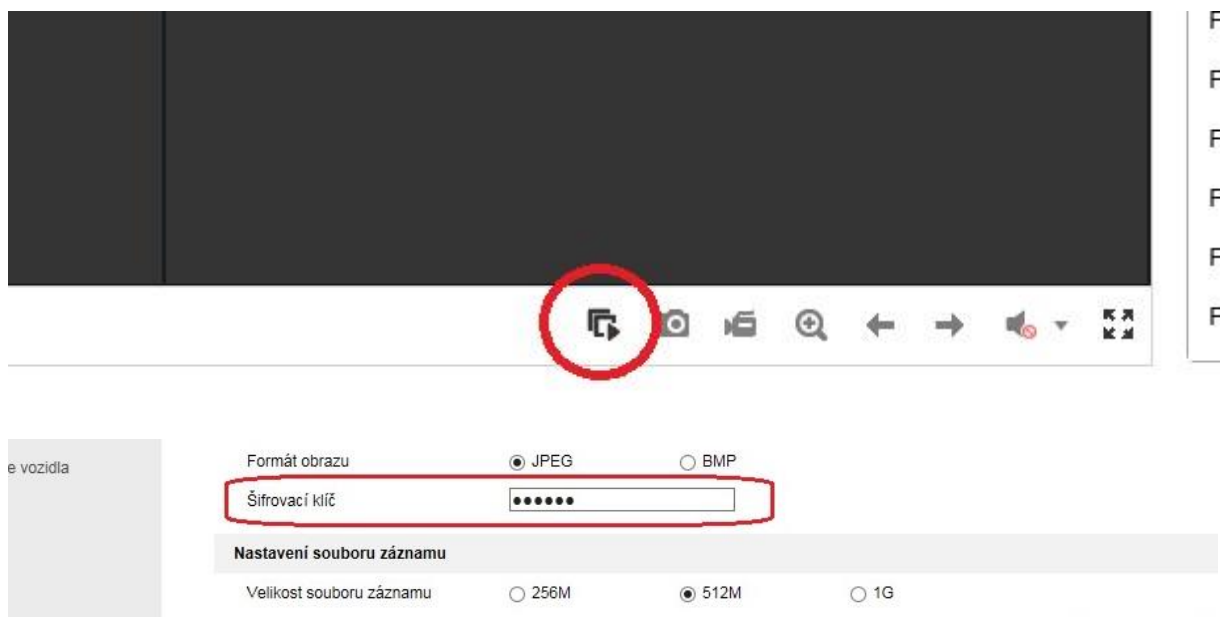 F
F
F
F
F
F
e vozidla
Formát obrazu JPEG BMP
Šifrovací klíč ••••••
Nastavení souboru záznamu
Velikost souboru záznamu 256M 512M 1G